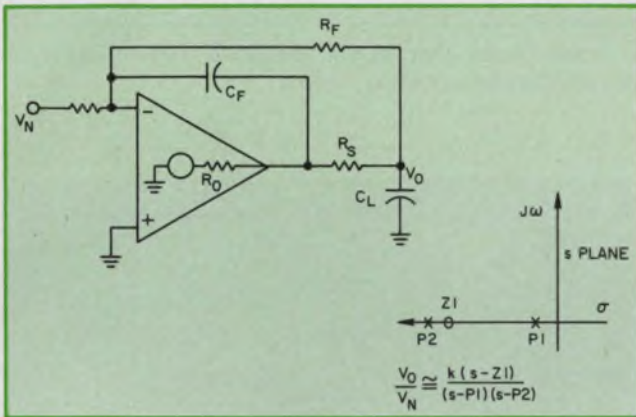 R_F
C_F
V_N
−
R_O
R_S
V_O
+
C_L
Jω
s PLANE
Z1
σ
P2
P1
V_O/V_N ≅ k(s-Z1)/(s-P1)(s-P2)